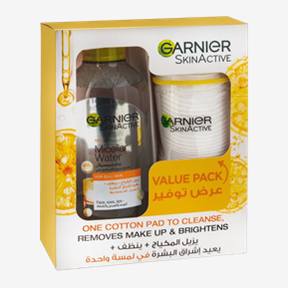 GARNIER
SKINACTIVE
GARNIER
SKINACTIVE
Micellar
Water
GARNIER
SKINACTIVE
VALUE PACK
عرض توفير
ONE COTTON PAD TO CLEANSE,
REMOVES MAKE UP & BRIGHTENS
يزيل المكياج + ينظف +
يعيد إشراق البشرة في لمسة واحدة